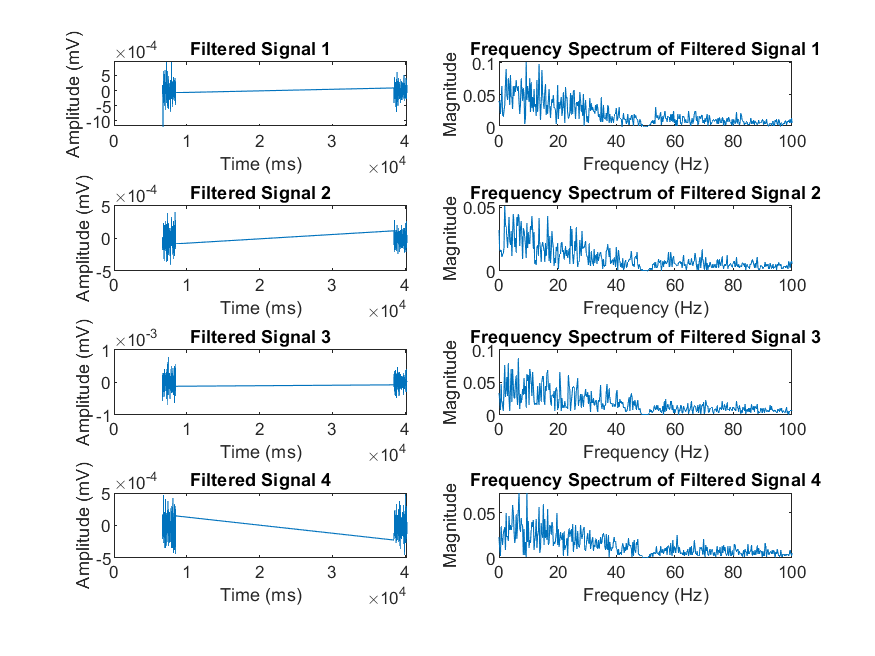 Filtered Signal 1
×10^-4
Amplitude (mV)
5
0
-5
-10
0 1 2 3 4
Time (ms)
×10^4
Frequency Spectrum of Filtered Signal 1
Magnitude
0.1
0.05
0
0 20 40 60 80 100
Frequency (Hz)
Filtered Signal 2
×10^-4
Amplitude (mV)
5
0
-5
0 1 2 3 4
Time (ms)
×10^4
Frequency Spectrum of Filtered Signal 2
Magnitude
0.05
0
0 20 40 60 80 100
Frequency (Hz)
Filtered Signal 3
×10^-3
Amplitude (mV)
1
0
-1
0 1 2 3 4
Time (ms)
×10^4
Frequency Spectrum of Filtered Signal 3
Magnitude
0.1
0.05
0
0 20 40 60 80 100
Frequency (Hz)
Filtered Signal 4
×10^-4
Amplitude (mV)
5
0
-5
0 1 2 3 4
Time (ms)
×10^4
Frequency Spectrum of Filtered Signal 4
Magnitude
0.05
0
0 20 40 60 80 100
Frequency (Hz)